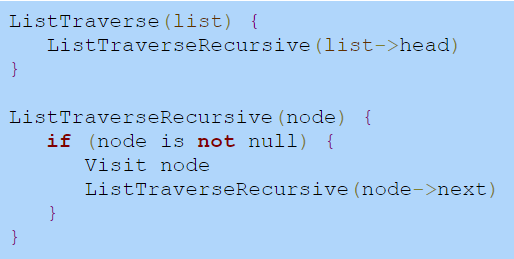 ListTraverse(list) {
   ListTraverseRecursive(list->head)
}

ListTraverseRecursive(node) {
   if (node is not null) {
      Visit node
      ListTraverseRecursive(node->next)
   }
}